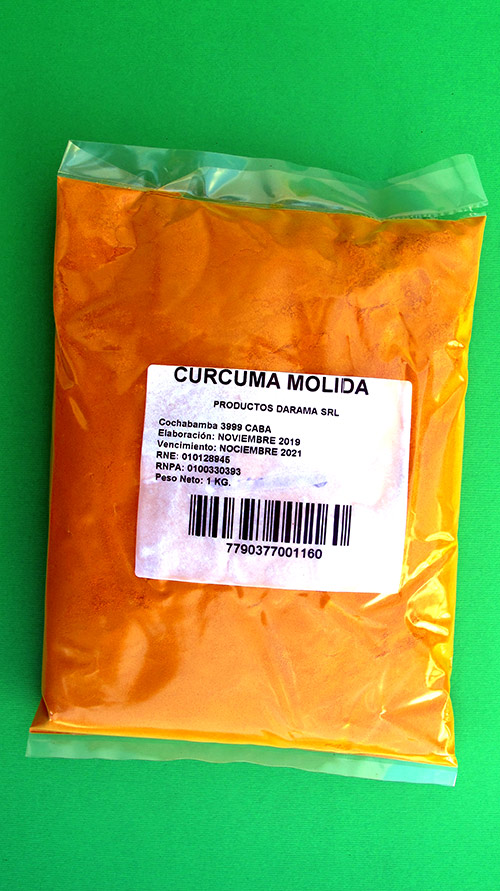 CURCUMA MOLIDA
PRODUCTOS DARAMA SRL
Cochabamba 3999 CABA
Elaboración: NOVIEMBRE 2019
Vencimiento: NOCIEMBRE 2021
RNE: 010128945
RNPA: 0100330393
Peso Neto: 1 KG.
7790377001160